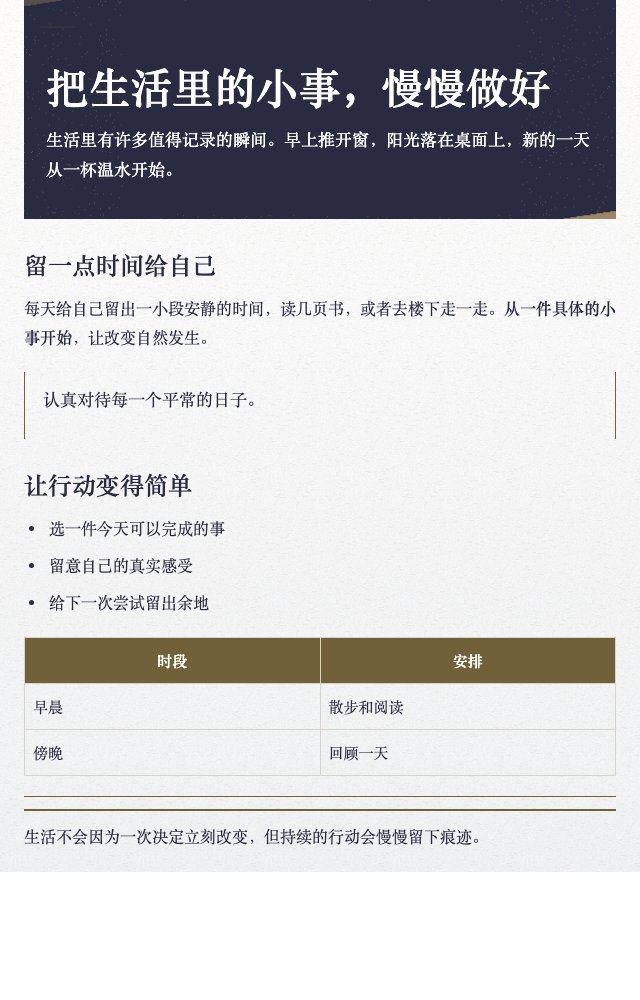 把生活里的小事，慢慢做好
生活里有许多值得记录的瞬间。早上推开窗，阳光落在桌面上，新的一天
从一杯温水开始。
留一点时间给自己
每天给自己留出一小段安静的时间，读几页书，或者去楼下走一走。从一件具体的小
事开始，让改变自然发生。
认真对待每一个平常的日子。
让行动变得简单
• 选一件今天可以完成的事
• 留意自己的真实感受
• 给下一次尝试留出余地
时段 安排
早晨 散步和阅读
傍晚 回顾一天
生活不会因为一次决定立刻改变，但持续的行动会慢慢留下痕迹。